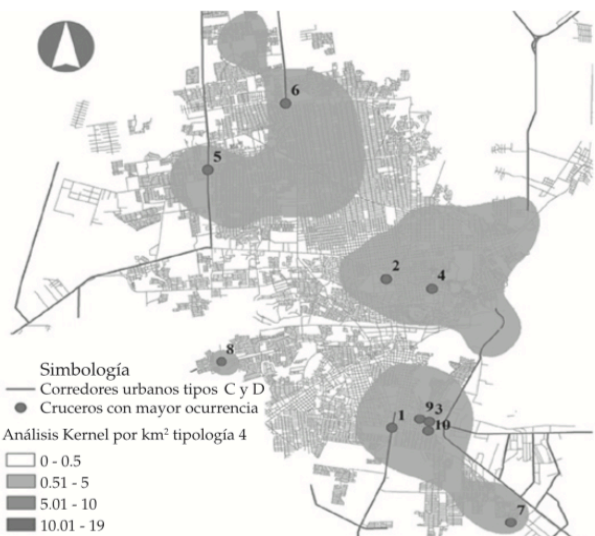 6
5
2
4
8
Simbología
Corredores urbanos tipos C y D
Cruceros con mayor ocurrencia
1
9 3
10
Análisis Kernel por km² tipología 4
0 - 0.5
0.51 - 5
5.01 - 10
10.01 - 19
7